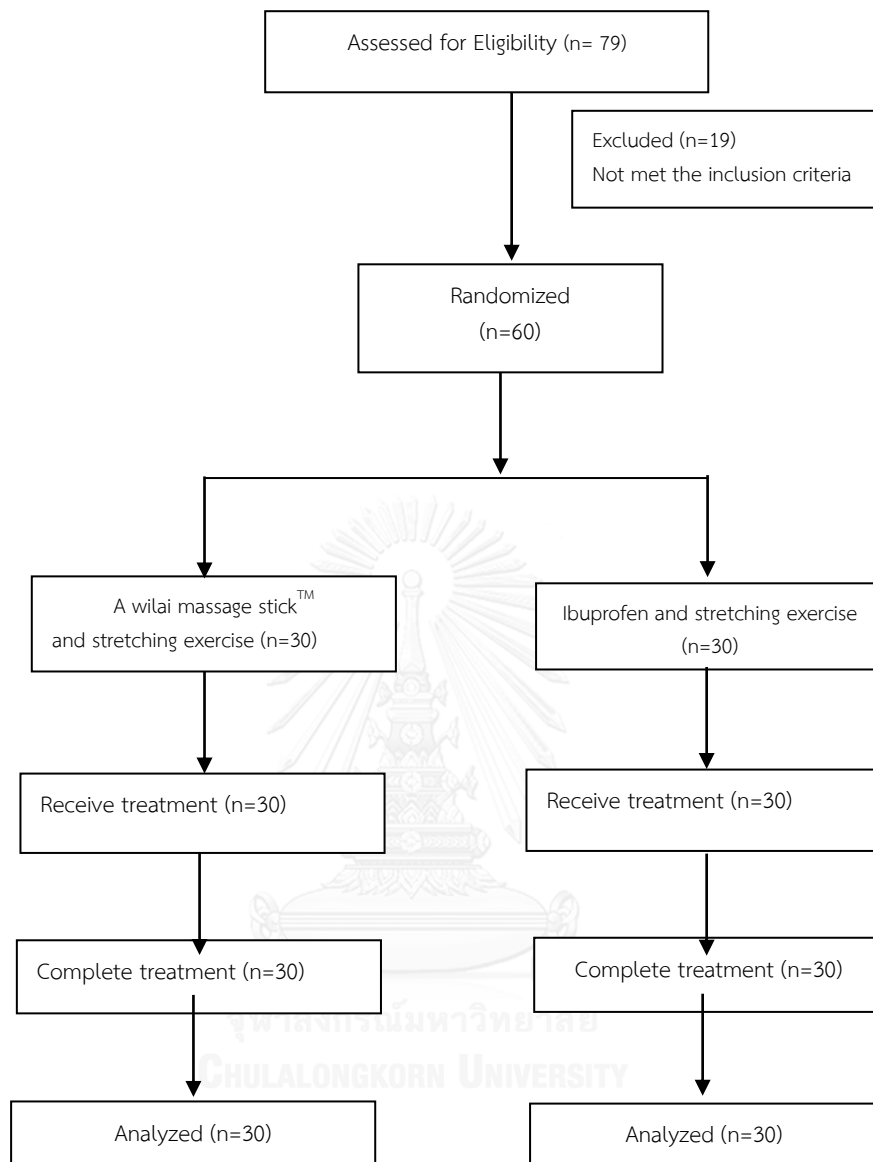 Assessed for Eligibility (n= 79)
Excluded (n=19)
Not met the inclusion criteria
Randomized
(n=60)
A wilai massage stick™
and stretching exercise (n=30)
Ibuprofen and stretching exercise
(n=30)
Receive treatment (n=30)
Receive treatment (n=30)
Complete treatment (n=30)
Complete treatment (n=30)
จุฬาลงกรณ์มหาวิทยาลัย
CHULALONGKORN UNIVERSITY
Analyzed (n=30)
Analyzed (n=30)